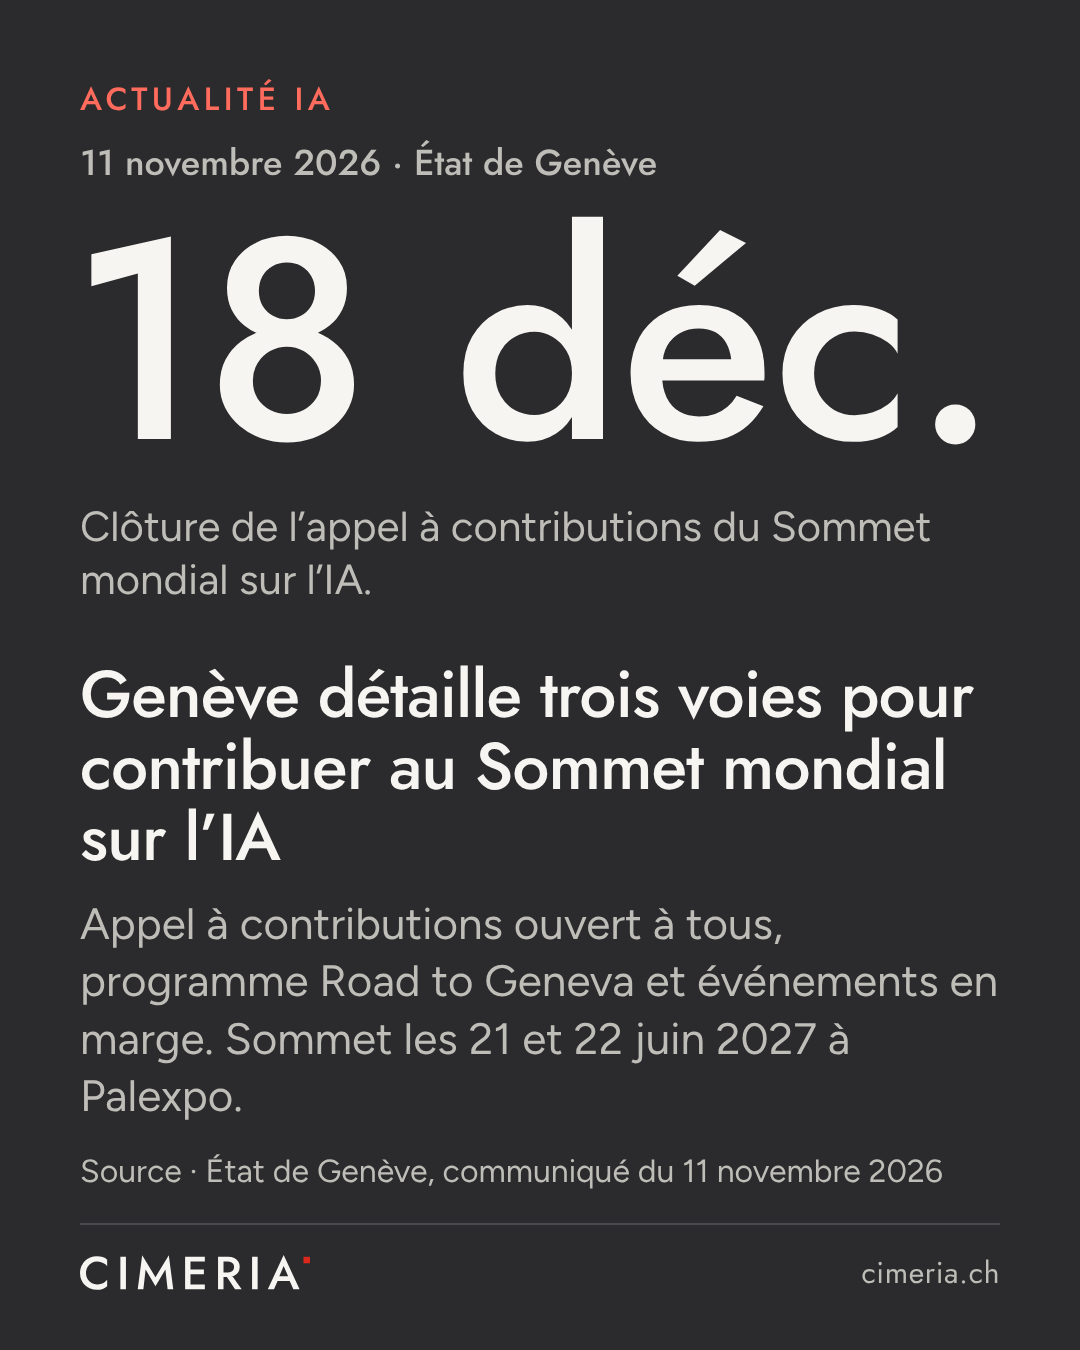 ACTUALITÉ IA
11 novembre 2026 · État de Genève
18 déc.
Clôture de l’appel à contributions du Sommet
mondial sur l’IA.
Genève détaille trois voies pour
contribuer au Sommet mondial
sur l’IA
Appel à contributions ouvert à tous,
programme Road to Geneva et événements en
marge. Sommet les 21 et 22 juin 2027 à
Palexpo.
Source · État de Genève, communiqué du 11 novembre 2026
CIMERIA
cimeria.ch